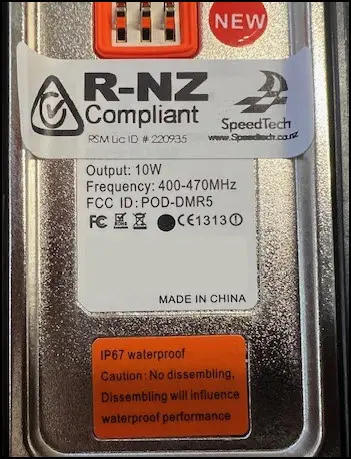 NEW
R-NZ
Compliant
RSM Lic ID # 220935
SpeedTech
www.Speedtech.co.nz
Output: 10W
Frequency: 400-470MHz
FCC ID: POD-DMR5
FC CE1313
MADE IN CHINA
IP67 waterproof
Caution: No dissembling,
Dissembling will influence
waterproof performance